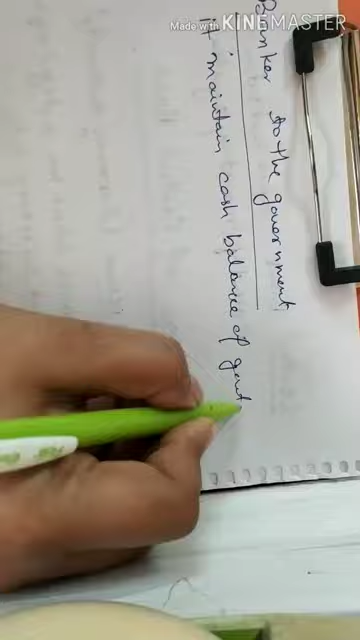 Made with KINEMASTER
Banker to the government
it maintain cash balance of govt